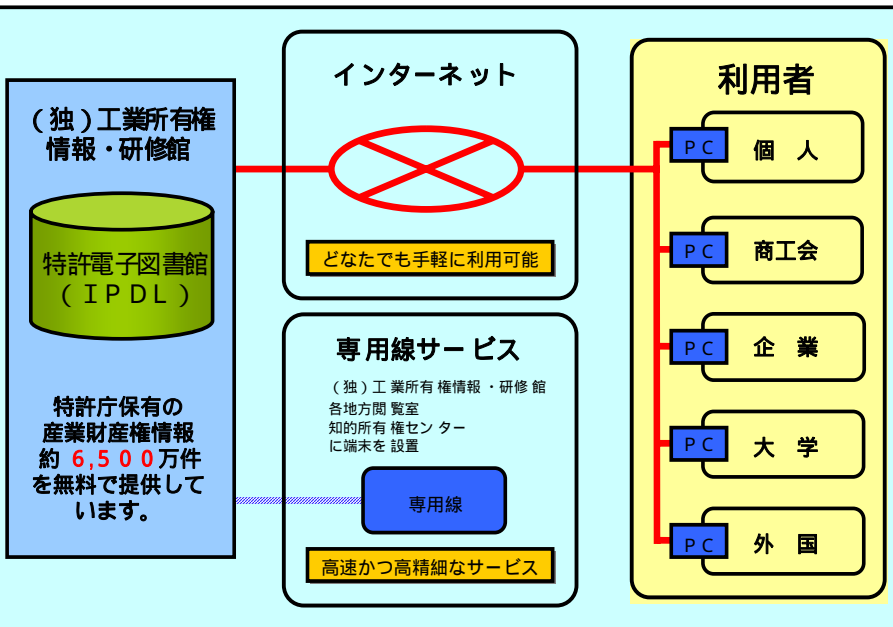 （独）工業所有権
情報・研修館
特許電子図書館
（ＩＰＤＬ）
特許庁保有の
産業財産権情報
約 ６,５００万件
を無料で提供して
います。
インターネット
どなたでも手軽に利用可能
専用線サービス
（独）工業所有権情報・研修館
各地方閲覧室
知的所有権センター
に端末を設置
専用線
高速かつ高精細なサービス
利用者
ＰＣ 個　人
ＰＣ 商工会
ＰＣ 企　業
ＰＣ 大　学
ＰＣ 外　国